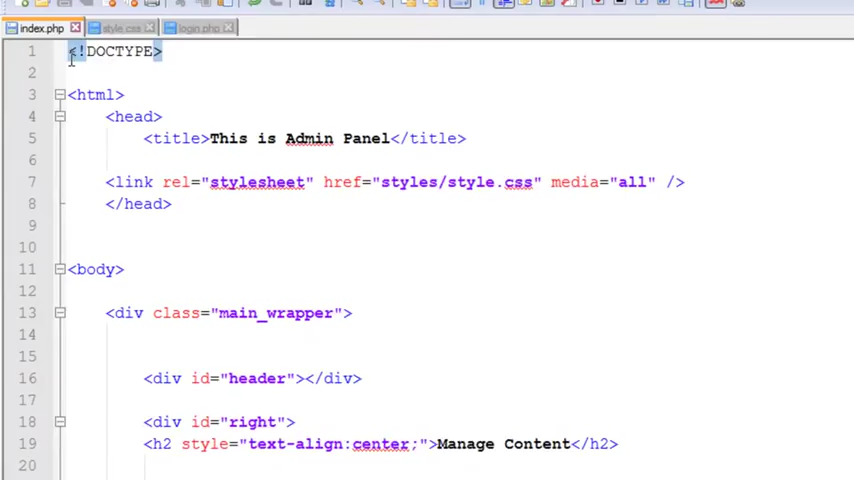 index.php style.css login.php
1 <!DOCTYPE>
2
3 <html>
4 <head>
5 <title>This is Admin Panel</title>
6
7 <link rel="stylesheet" href="styles/style.css" media="all" />
8 </head>
9
10
11 <body>
12
13 <div class="main_wrapper">
14
15
16 <div id="header"></div>
17
18 <div id="right">
19 <h2 style="text-align:center;">Manage Content</h2>
20